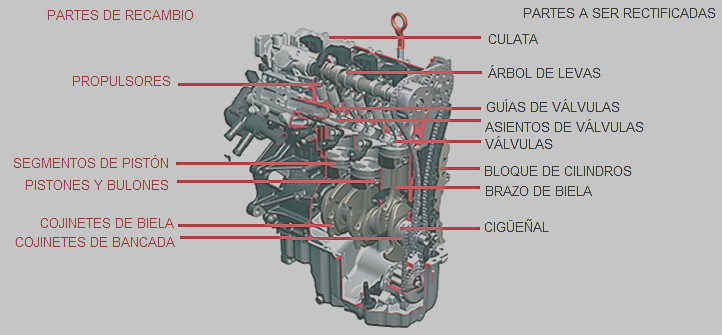 PARTES DE RECAMBIO
PARTES A SER RECTIFICADAS
CULATA
ÁRBOL DE LEVAS
PROPULSORES
GUÍAS DE VÁLVULAS
ASIENTOS DE VÁLVULAS
VÁLVULAS
SEGMENTOS DE PISTÓN
BLOQUE DE CILINDROS
PISTONES Y BULONES
BRAZO DE BIELA
COJINETES DE BIELA
CIGÜEÑAL
COJINETES DE BANCADA